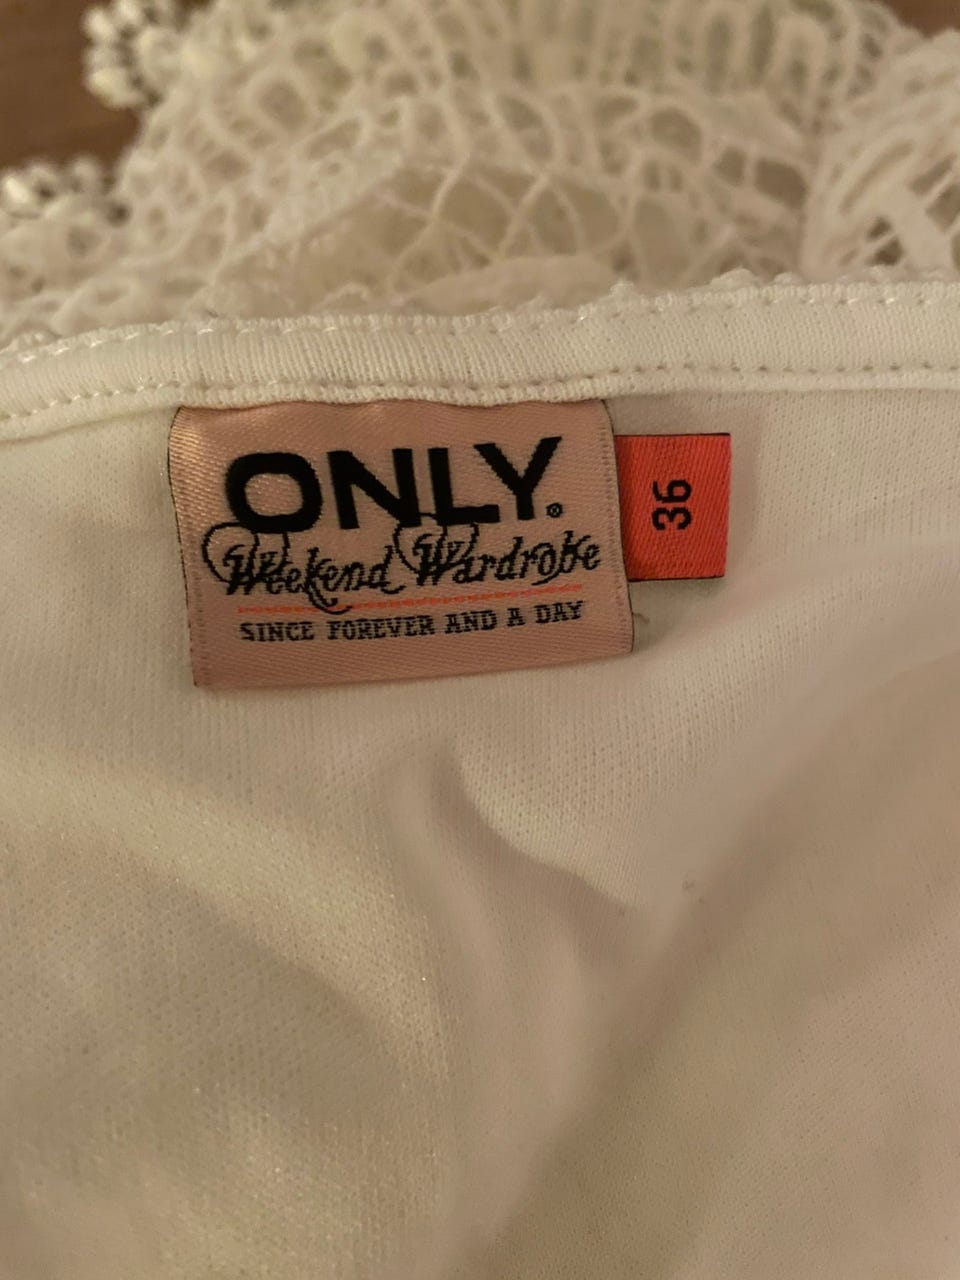 ONLY.®
Weekend Wardrobe
SINCE FOREVER AND A DAY
36